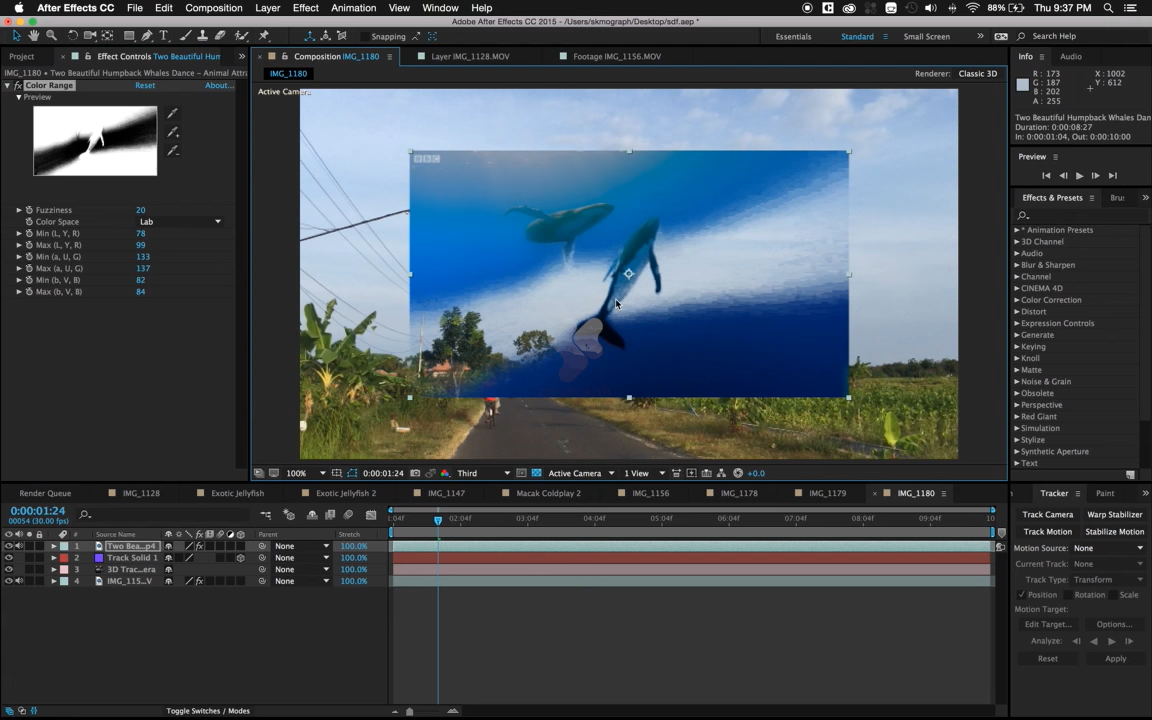 After Effects CC File Edit Composition Layer Effect Animation View Window Help 88% Thu 9:37 PM
Adobe After Effects CC 2015 - /Users/skmograph/Desktop/sdf.aep *
Snapping Essentials Standard Small Screen Search Help
Project Effect Controls Two Beautiful Hum
IMG_1180 • Two Beautiful Humpback Whales Dance – Animal Attra
Color Range Reset About...
Preview
Fuzziness 20
Color Space Lab
Min (L, Y, R) 78
Max (L, Y, R) 99
Min (a, U, G) 133
Max (a, U, G) 137
Min (b, V, B) 82
Max (b, V, B) 84
Composition IMG_1180 Layer IMG_1128.MOV Footage IMG_1156.MOV
IMG_1180 Renderer: Classic 3D
Active Camera
BBC
100% 0:00:01:24 Third Active Camera 1 View +0.0
Info Audio
R : 173 X : 1002
G : 187 Y : 612
B : 202
A : 255
Two Beautiful Humpback Whales Dan
Duration: 0:00:08:27
In: 0:00:01:04, Out: 0:00:10:00
Preview
Effects & Presets Bru
* Animation Presets
3D Channel
Audio
Blur & Sharpen
Channel
CINEMA 4D
Color Correction
Distort
Expression Controls
Generate
Keying
Knoll
Matte
Noise & Grain
Obsolete
Perspective
Red Giant
Simulation
Stylize
Synthetic Aperture
Text
Render Queue IMG_1128 Exotic Jellyfish Exotic Jellyfish 2 IMG_1147 Macak Coldplay 2 IMG_1156 IMG_1178 IMG_1179 IMG_1180
0:00:01:24
00054 (30.00 fps)
:04f 02:04f 03:04f 04:04f 05:04f 06:04f 07:04f 08:04f 09:04f 10
# Source Name Parent Stretch
1 Two Bea...p4 None 100.0%
2 Track Solid 1 None 100.0%
3 3D Trac...era None 100.0%
4 IMG_115...V None 100.0%
Toggle Switches / Modes
Tracker Paint
Track Camera Warp Stabilizer
Track Motion Stabilize Motion
Motion Source: None
Current Track: None
Track Type: Transform
Position Rotation Scale
Motion Target:
Edit Target... Options...
Analyze:
Reset Apply